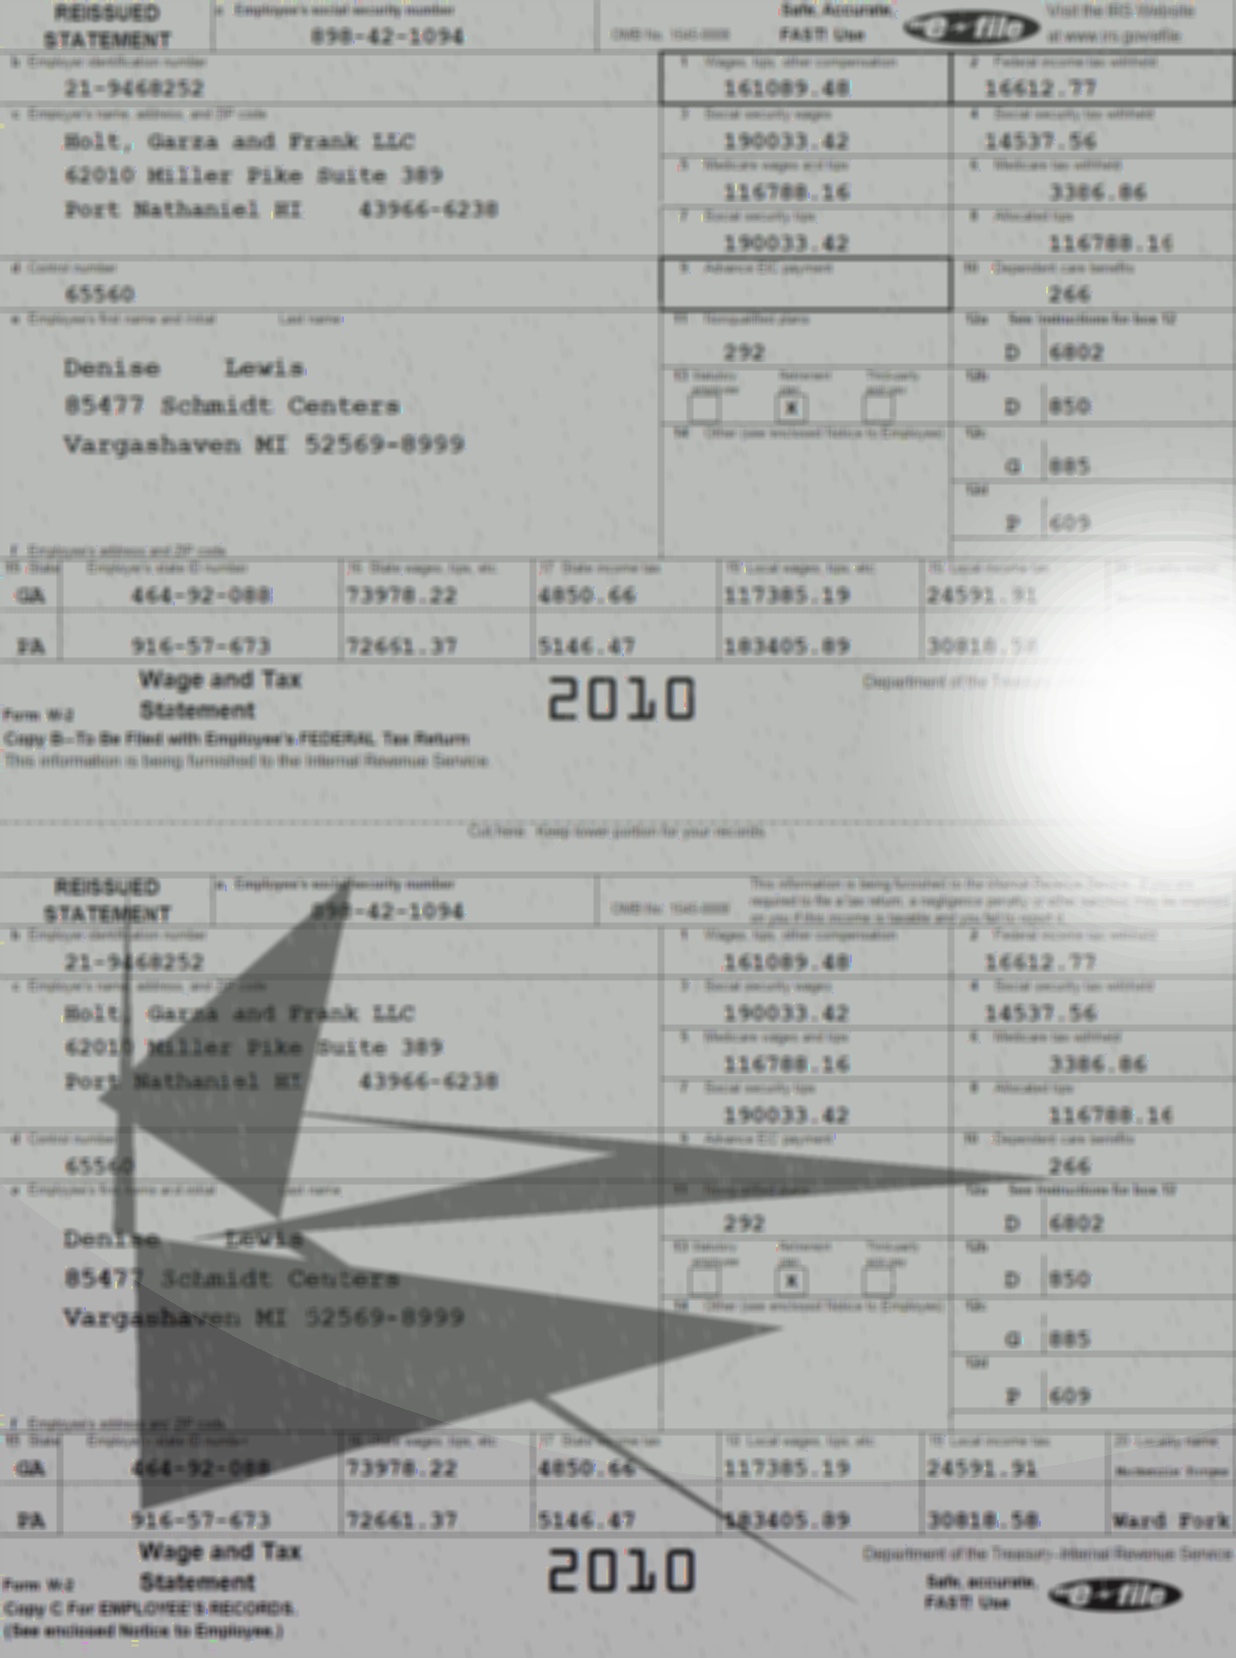 REISSUED STATEMENT
a Employee's social security number
898-42-1094
OMB No. 1545-0008
Safe, Accurate, FAST! Use
e-file
Visit the IRS Website at www.irs.gov/efile.
b Employer identification number
21-9468252
1 Wages, tips, other compensation
161089.48
2 Federal income tax withheld
16612.77
c Employer's name, address, and ZIP code
Holt, Garza and Frank LLC
62010 Miller Pike Suite 389
Port Nathaniel HI 43966-6238
3 Social security wages
190033.42
4 Social security tax withheld
14537.56
5 Medicare wages and tips
116788.16
6 Medicare tax withheld
3386.86
7 Social security tips
190033.42
8 Allocated tips
116788.16
d Control number
65560
9 Advance EIC payment
10 Dependent care benefits
266
e Employee's first name and initial Last name
Denise Lewis
85477 Schmidt Centers
Vargashaven MI 52569-8999
11 Nonqualified plans
292
12a See instructions for box 12
D 6802
13 Statutory employee Retirement plan Third-party sick pay
X
12b
D 850
14 Other (see enclosed Notice to Employee)
12c
G 885
12d
P 609
f Employee's address and ZIP code
15 State Employer's state ID number 16 State wages, tips, etc. 17 State income tax 18 Local wages, tips, etc. 19 Local income tax
GA 464-92-088 73978.22 4850.66 117385.19 24591.91
PA 916-57-673 72661.37 5146.47 183405.89 30818.58
Wage and Tax
Statement
Form W-2
2010
Department of the Treasury
Copy B-To Be Filed with Employee's FEDERAL Tax Return
This information is being furnished to the Internal Revenue Service.
Cut here. Keep lower portion for your records.
REISSUED STATEMENT
a. Employee's social security number
898-42-1094
OMB No. 1545-0008
This information is being furnished to the Internal Revenue Service. If you are
required to file a tax return, a negligence penalty or other sanction may be imposed
on you if this income is taxable and you fail to report it.
b Employer identification number
21-9468252
1 Wages, tips, other compensation
161089.48
2 Federal income tax withheld
16612.77
c Employer's name, address, and ZIP code
Holt, Garza and Frank LLC
62010 Miller Pike Suite 389
Port Nathaniel HI 43966-6238
3 Social security wages
190033.42
4 Social security tax withheld
14537.56
5 Medicare wages and tips
116788.16
6 Medicare tax withheld
3386.86
7 Social security tips
190033.42
8 Allocated tips
116788.16
d Control number
65560
9 Advance EIC payment
10 Dependent care benefits
266
e Employee's first name and initial Last name
Denise Lewis
85477 Schmidt Centers
Vargashaven MI 52569-8999
11 Nonqualified plans
292
12a See instructions for box 12
D 6802
13 Statutory employee Retirement plan Third-party sick pay
X
12b
D 850
14 Other (see enclosed Notice to Employee)
12c
G 885
12d
P 609
f Employee's address and ZIP code
15 State Employer's state ID number 16 State wages, tips, etc. 17 State income tax 18 Local wages, tips, etc. 19 Local income tax 20 Locality name
GA 464-92-088 73978.22 4850.66 117385.19 24591.91
PA 916-57-673 72661.37 5146.47 183405.89 30818.58 Ward Fork
Wage and Tax
Statement
Form W-2
2010
Department of the Treasury-Internal Revenue Service
Safe, accurate, FAST! Use
e-file
Copy C For EMPLOYEE'S RECORDS.
(See enclosed Notice to Employee.)